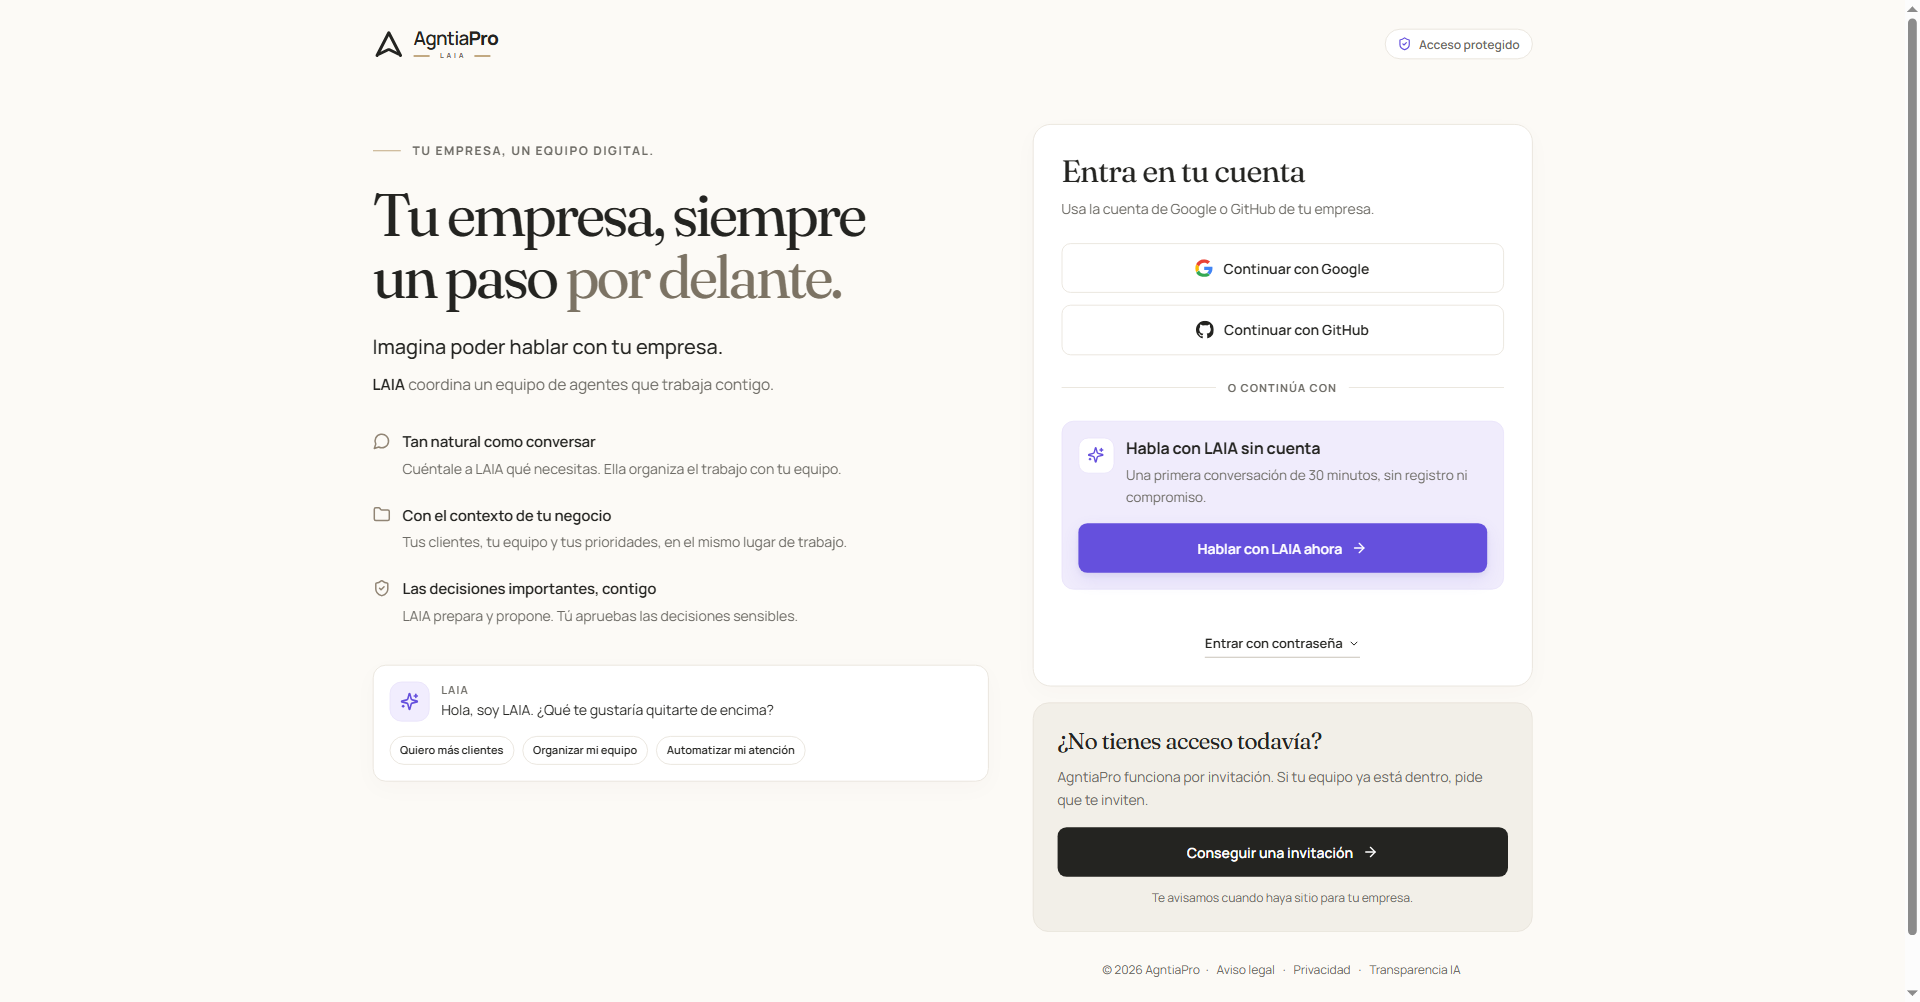 AgntiaPro
LAIA
Acceso protegido
TU EMPRESA, UN EQUIPO DIGITAL.
Tu empresa, siempre
un paso por delante.
Imagina poder hablar con tu empresa.
LAIA coordina un equipo de agentes que trabaja contigo.
Tan natural como conversar
Cuéntale a LAIA qué necesitas. Ella organiza el trabajo con tu equipo.
Con el contexto de tu negocio
Tus clientes, tu equipo y tus prioridades, en el mismo lugar de trabajo.
Las decisiones importantes, contigo
LAIA prepara y propone. Tú apruebas las decisiones sensibles.
LAIA
Hola, soy LAIA. ¿Qué te gustaría quitarte de encima?
Quiero más clientes
Organizar mi equipo
Automatizar mi atención
Entra en tu cuenta
Usa la cuenta de Google o GitHub de tu empresa.
Continuar con Google
Continuar con GitHub
O CONTINÚA CON
Habla con LAIA sin cuenta
Una primera conversación de 30 minutos, sin registro ni
compromiso.
Hablar con LAIA ahora
Entrar con contraseña
¿No tienes acceso todavía?
AgntiaPro funciona por invitación. Si tu equipo ya está dentro, pide
que te inviten.
Conseguir una invitación
Te avisamos cuando haya sitio para tu empresa.
© 2026 AgntiaPro · Aviso legal · Privacidad · Transparencia IA